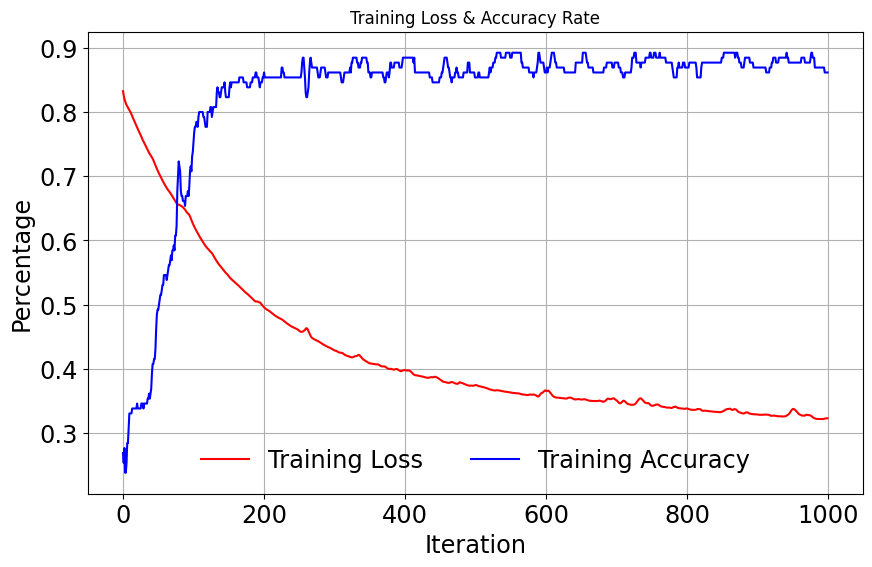 Training Loss & Accuracy Rate
0.9
0.8
0.7
0.6
0.5
0.4
0.3
Percentage
Training Loss
Training Accuracy
0 200 400 600 800 1000
Iteration